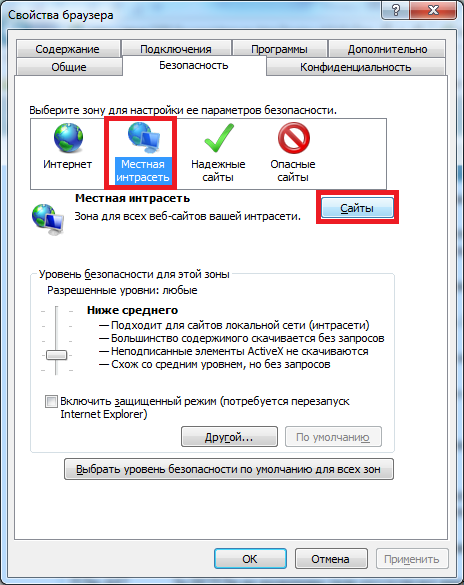 Свойства браузера
Содержание
Подключения
Программы
Дополнительно
Общие
Безопасность
Конфиденциальность
Выберите зону для настройки ее параметров безопасности.
Интернет
Местная
интрасеть
Надежные
сайты
Опасные
сайты
Местная интрасеть
Зона для всех веб-сайтов вашей интрасети.
Сайты
Уровень безопасности для этой зоны
Разрешенные уровни: любые
Ниже среднего
— Подходит для сайтов локальной сети (интрасети)
— Большинство содержимого скачивается без запросов
— Неподписанные элементы ActiveX не скачиваются
— Схож со средним уровнем, но без запросов
Включить защищенный режим (потребуется перезапуск
Internet Explorer)
Другой...
По умолчанию
Выбрать уровень безопасности по умолчанию для всех зон
ОК
Отмена
Применить